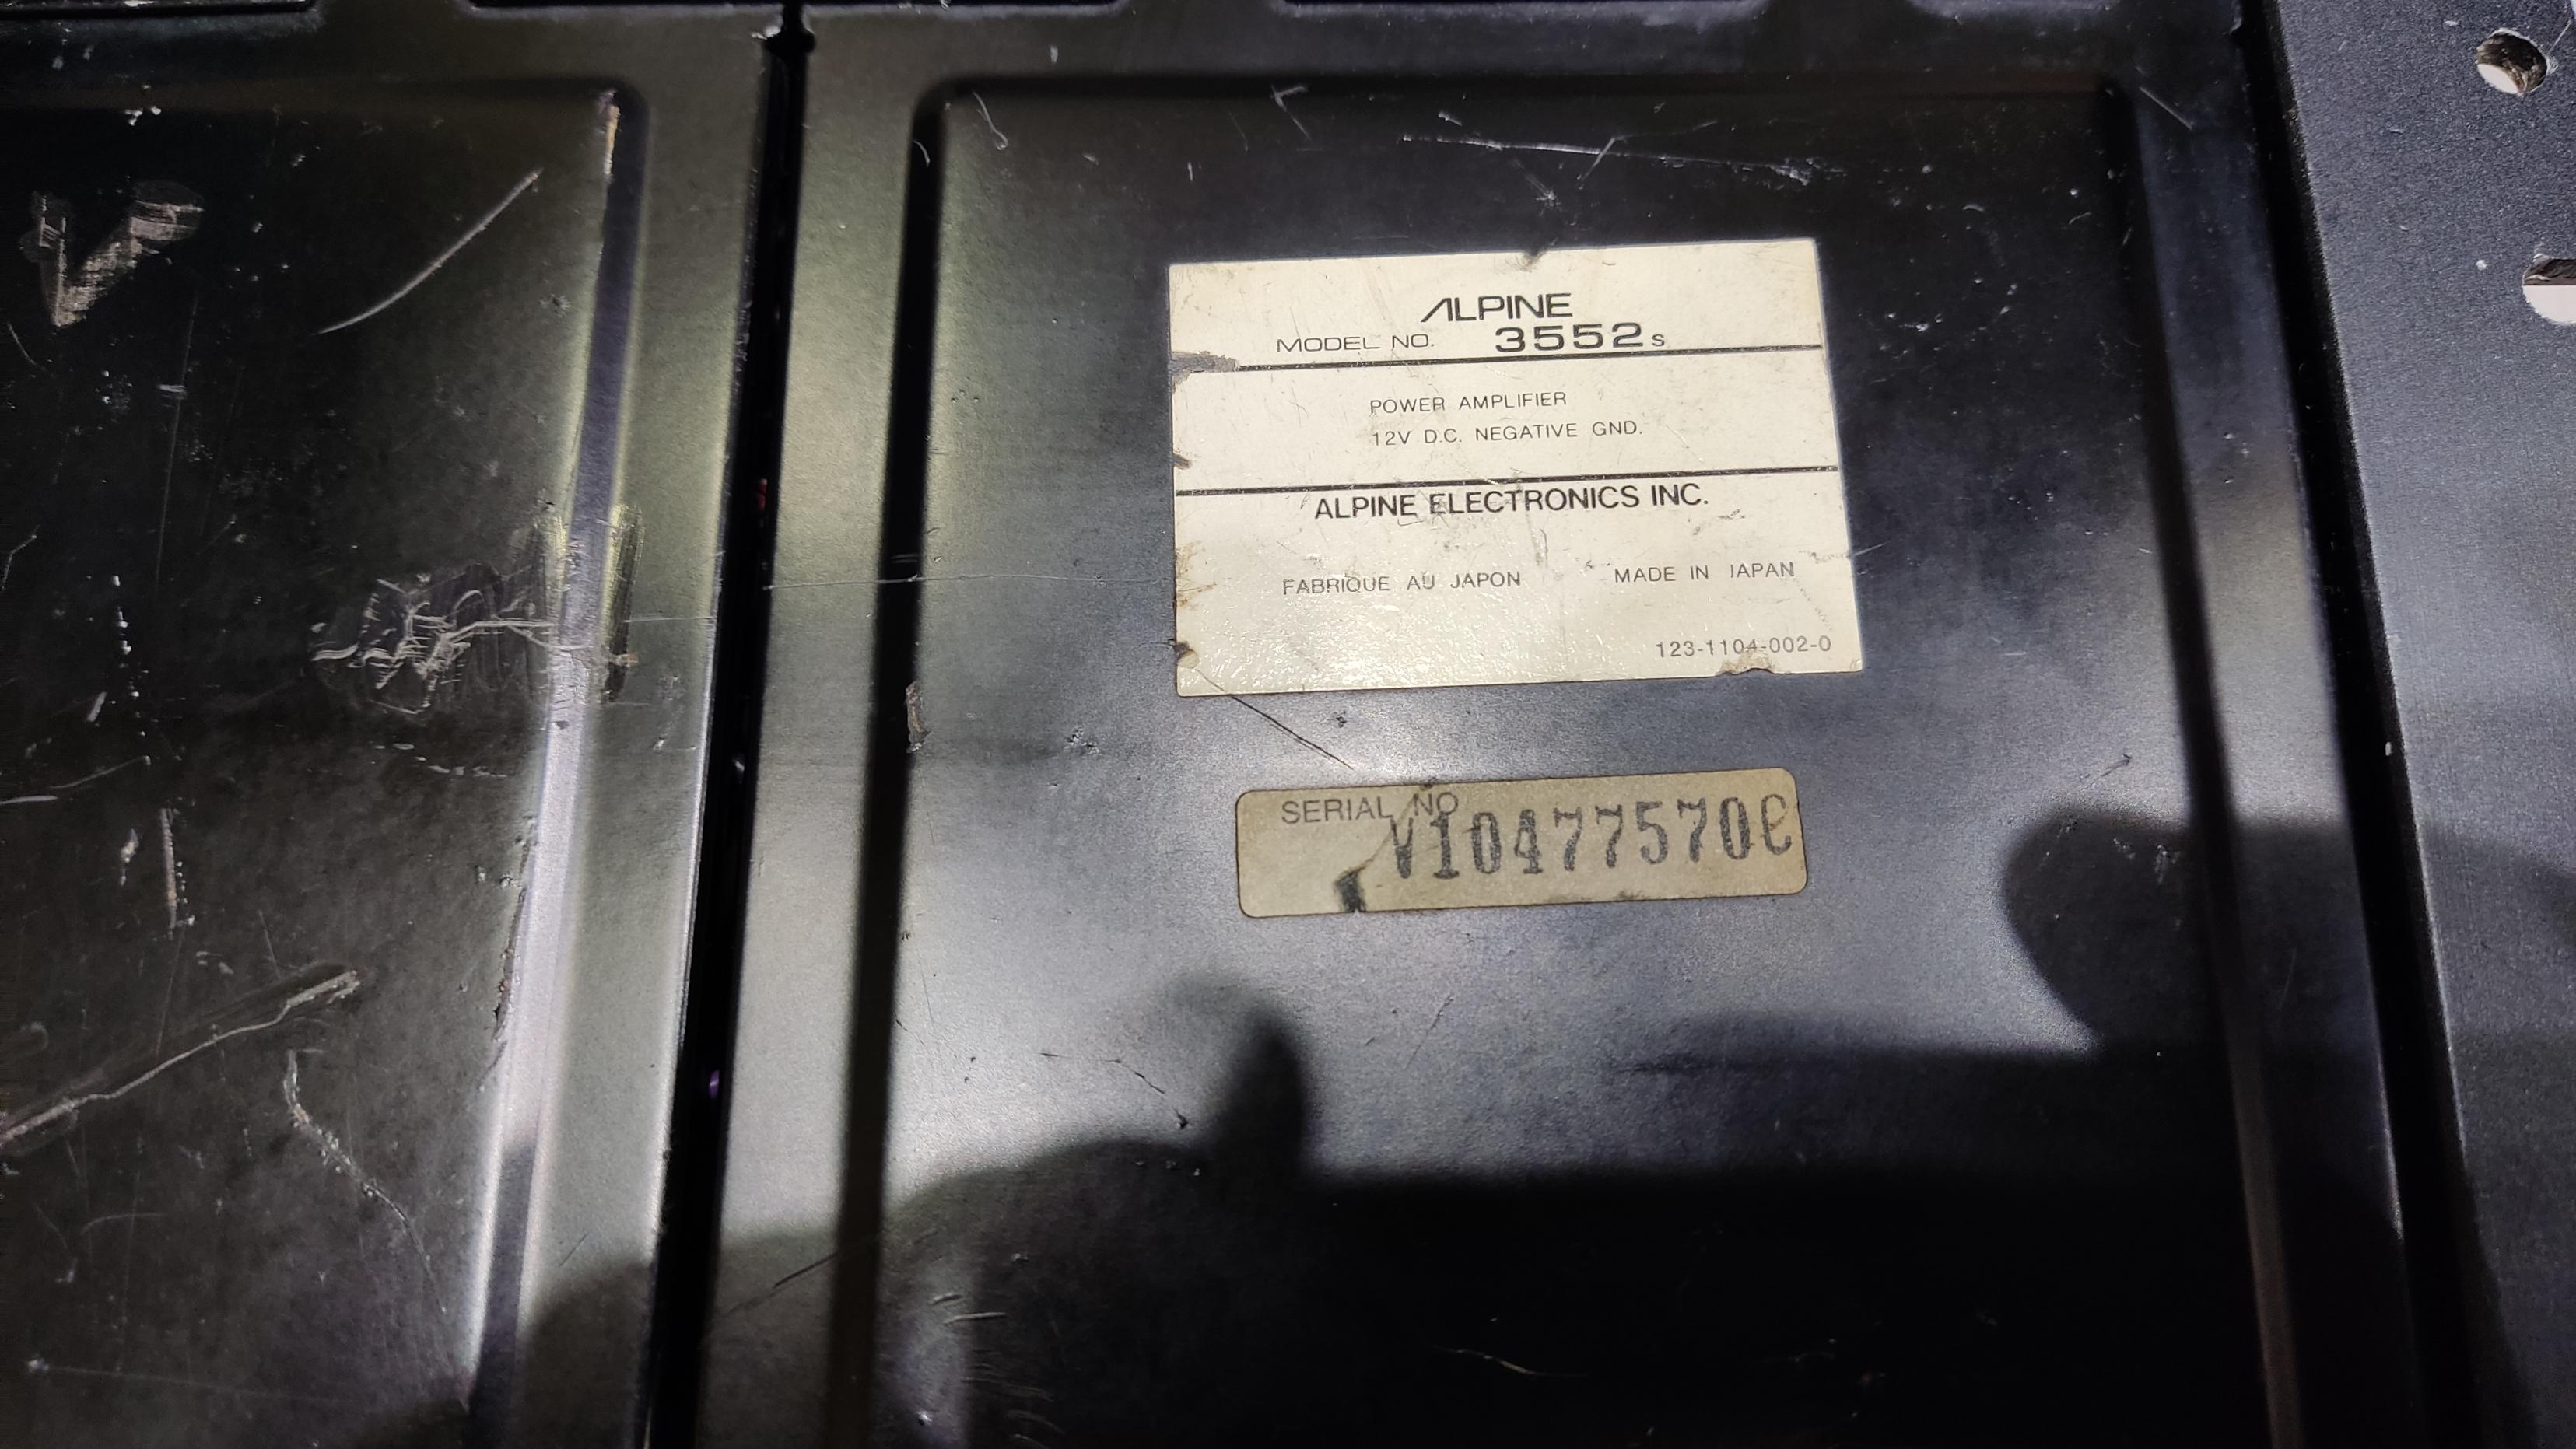 ALPINE
MODEL NO. 3552s
POWER AMPLIFIER
12V D.C. NEGATIVE GND.
ALPINE ELECTRONICS INC.
FABRIQUE AU JAPON MADE IN JAPAN
123-1104-002-0
SERIAL NO
V10477570C